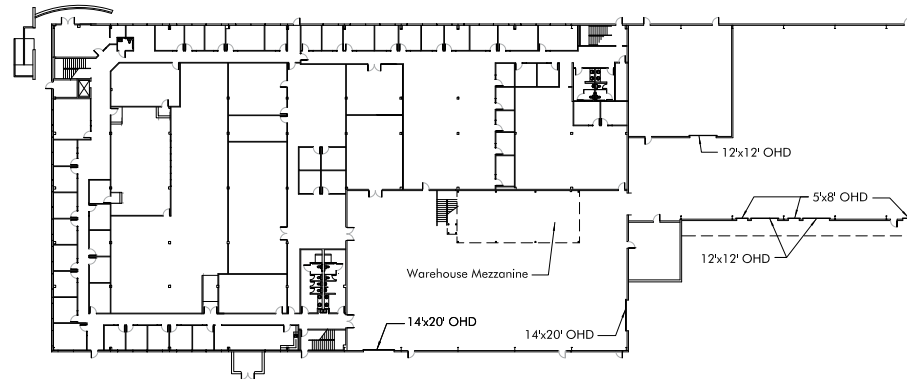 12'x12' OHD
5'x8' OHD
12'x12' OHD
Warehouse Mezzanine
14'x20' OHD
14'x20' OHD